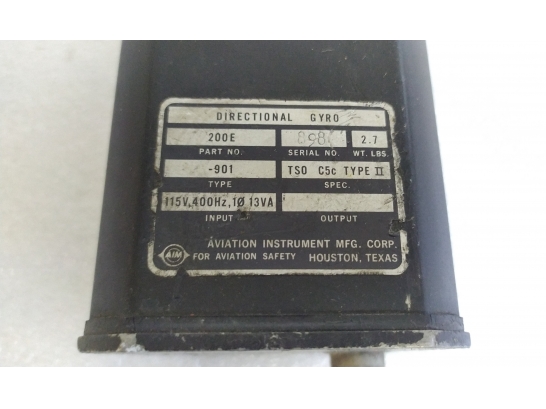 DIRECTIONAL GYRO
200E 2.7
PART NO. SERIAL NO. WT. LBS.
-901 TSO C5c TYPE II
TYPE SPEC.
115V,400Hz,1Ø 13VA
INPUT OUTPUT
AVIATION INSTRUMENT MFG. CORP.
AIM FOR AVIATION SAFETY HOUSTON, TEXAS